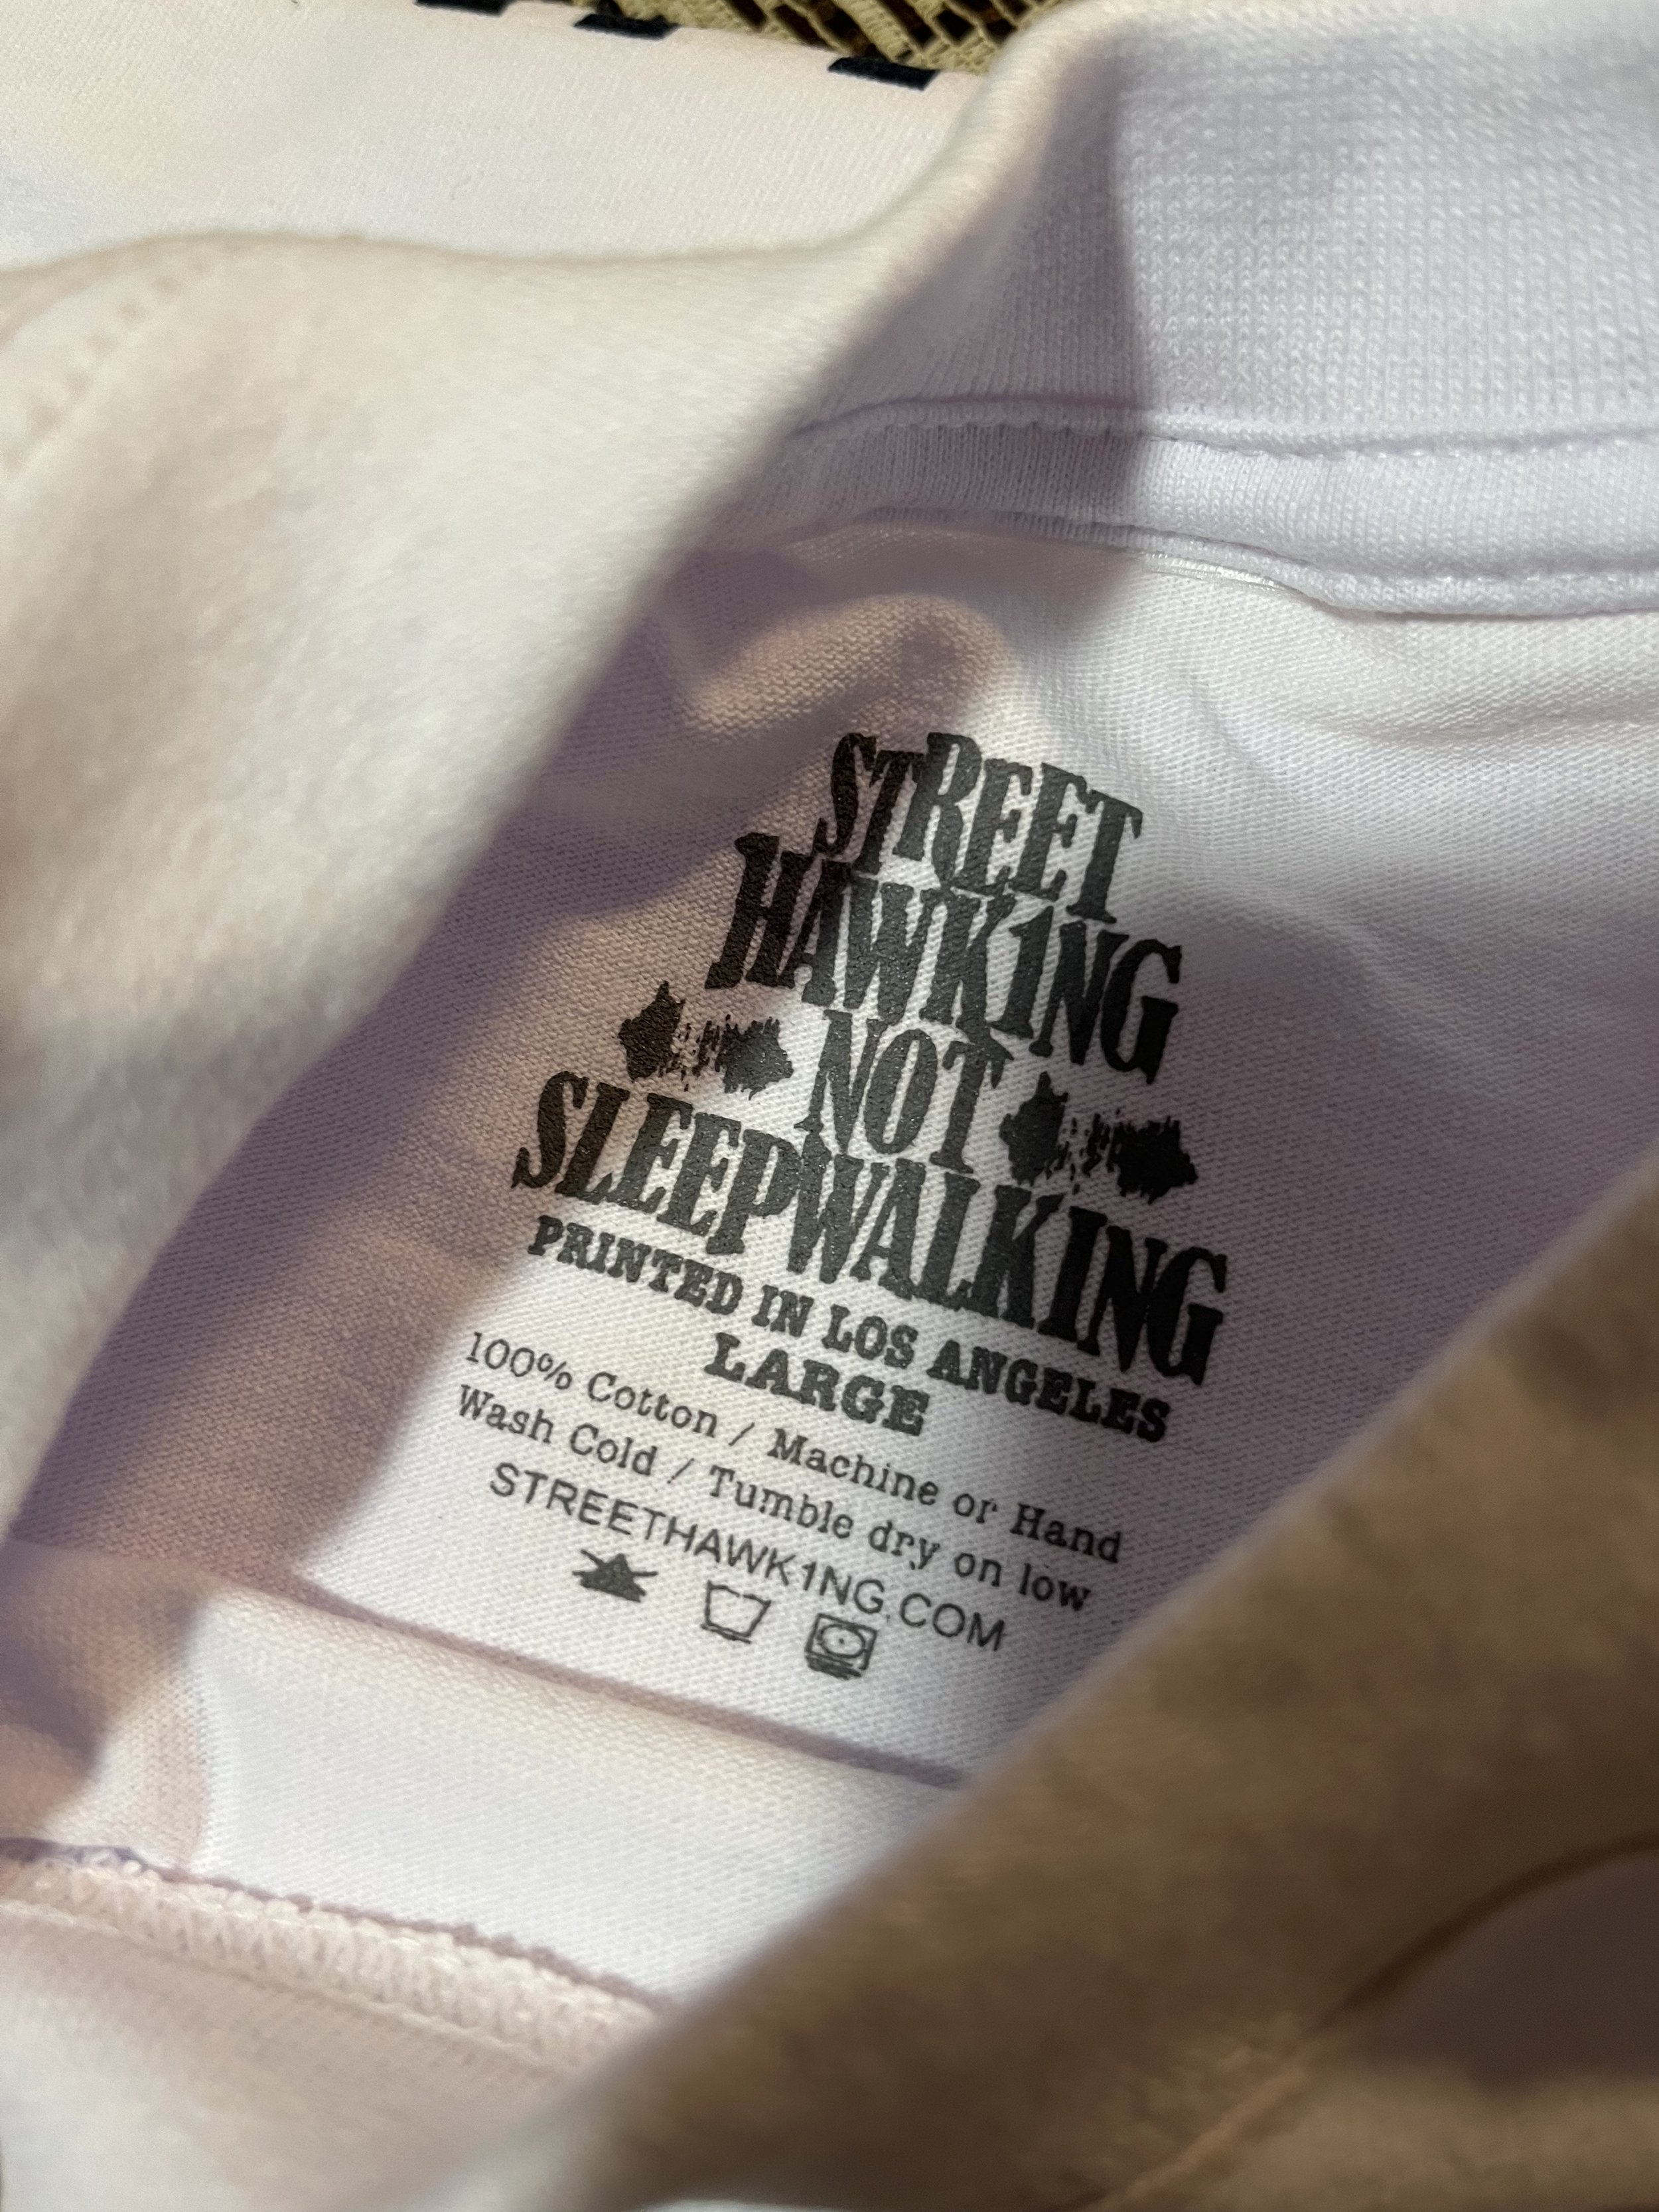 STREET
HAWK1NG
NOT
SLEEPWALKING
PRINTED IN LOS ANGELES
LARGE
100% Cotton / Machine or Hand
Wash Cold / Tumble dry on low
STREETHAWK1NG.COM